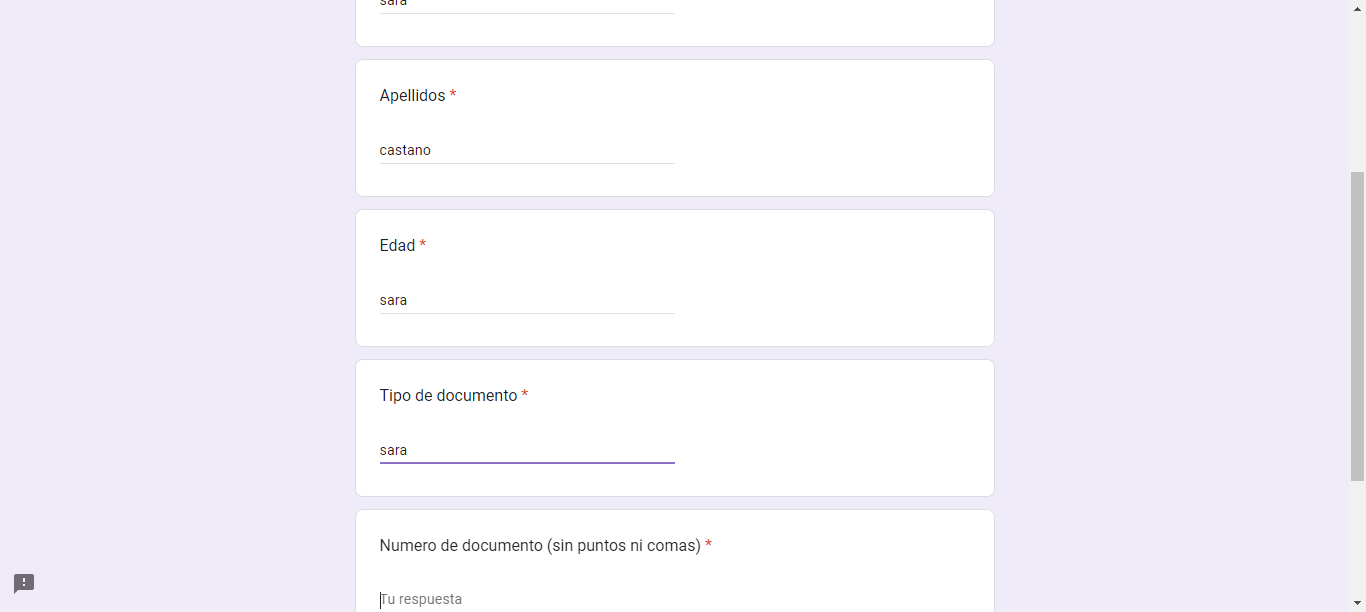 sara
Apellidos *
castano
Edad *
sara
Tipo de documento *
sara
Numero de documento (sin puntos ni comas) *
Tu respuesta